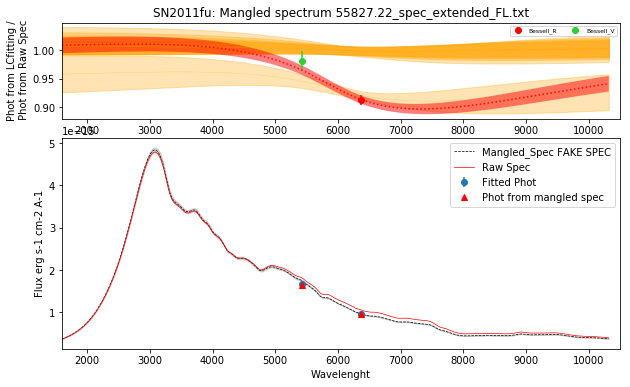 SN2011fu: Mangled spectrum 55827.22_spec_extended_FL.txt
Phot from LCfitting /
Phot from Raw Spec
1.00
0.95
0.90
Bessell_R
Bessell_V
2000 3000 4000 5000 6000 7000 8000 9000 10000
1e−15
Flux erg s-1 cm-2 A-1
5
4
3
2
1
Mangled_Spec FAKE SPEC
Raw Spec
Fitted Phot
Phot from mangled spec
2000 3000 4000 5000 6000 7000 8000 9000 10000
Wavelenght